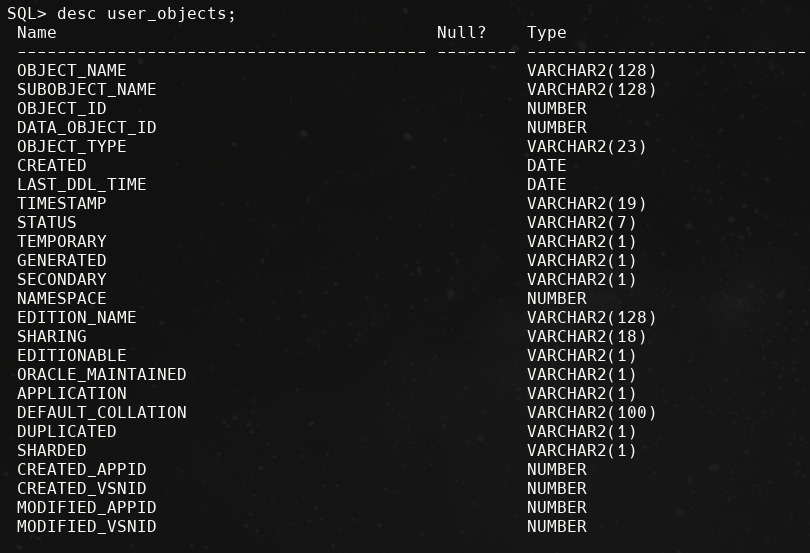 SQL> desc user_objects;
 Name                                      Null?    Type
 ----------------------------------------- -------- ----------------------------
 OBJECT_NAME                                        VARCHAR2(128)
 SUBOBJECT_NAME                                     VARCHAR2(128)
 OBJECT_ID                                          NUMBER
 DATA_OBJECT_ID                                     NUMBER
 OBJECT_TYPE                                        VARCHAR2(23)
 CREATED                                            DATE
 LAST_DDL_TIME                                      DATE
 TIMESTAMP                                          VARCHAR2(19)
 STATUS                                             VARCHAR2(7)
 TEMPORARY                                          VARCHAR2(1)
 GENERATED                                          VARCHAR2(1)
 SECONDARY                                          VARCHAR2(1)
 NAMESPACE                                          NUMBER
 EDITION_NAME                                       VARCHAR2(128)
 SHARING                                            VARCHAR2(18)
 EDITIONABLE                                        VARCHAR2(1)
 ORACLE_MAINTAINED                                  VARCHAR2(1)
 APPLICATION                                        VARCHAR2(1)
 DEFAULT_COLLATION                                  VARCHAR2(100)
 DUPLICATED                                         VARCHAR2(1)
 SHARDED                                            VARCHAR2(1)
 CREATED_APPID                                      NUMBER
 CREATED_VSNID                                      NUMBER
 MODIFIED_APPID                                     NUMBER
 MODIFIED_VSNID                                     NUMBER